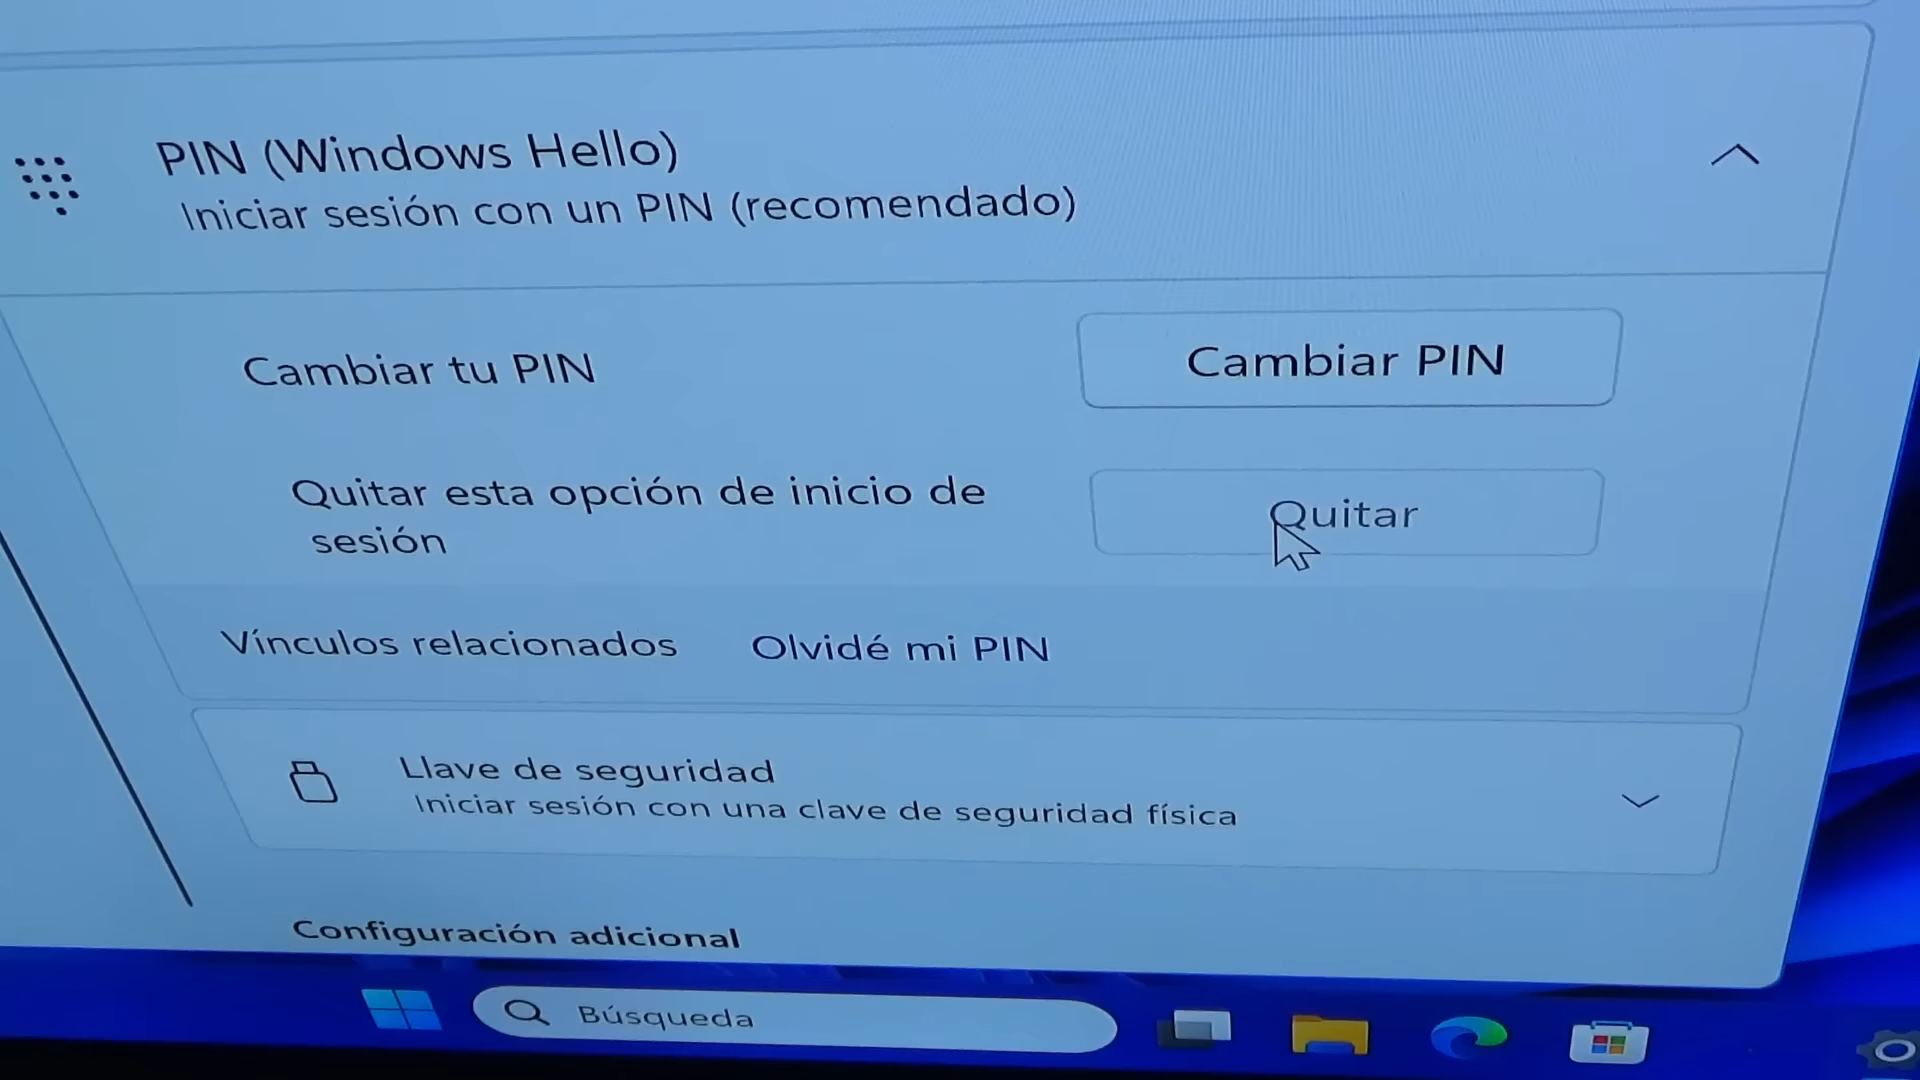 PIN (Windows Hello)
Iniciar sesión con un PIN (recomendado)
Cambiar tu PIN
Cambiar PIN
Quitar esta opción de inicio de
sesión
Quitar
Vínculos relacionados
Olvidé mi PIN
Llave de seguridad
Iniciar sesión con una clave de seguridad física
Configuración adicional
Búsqueda